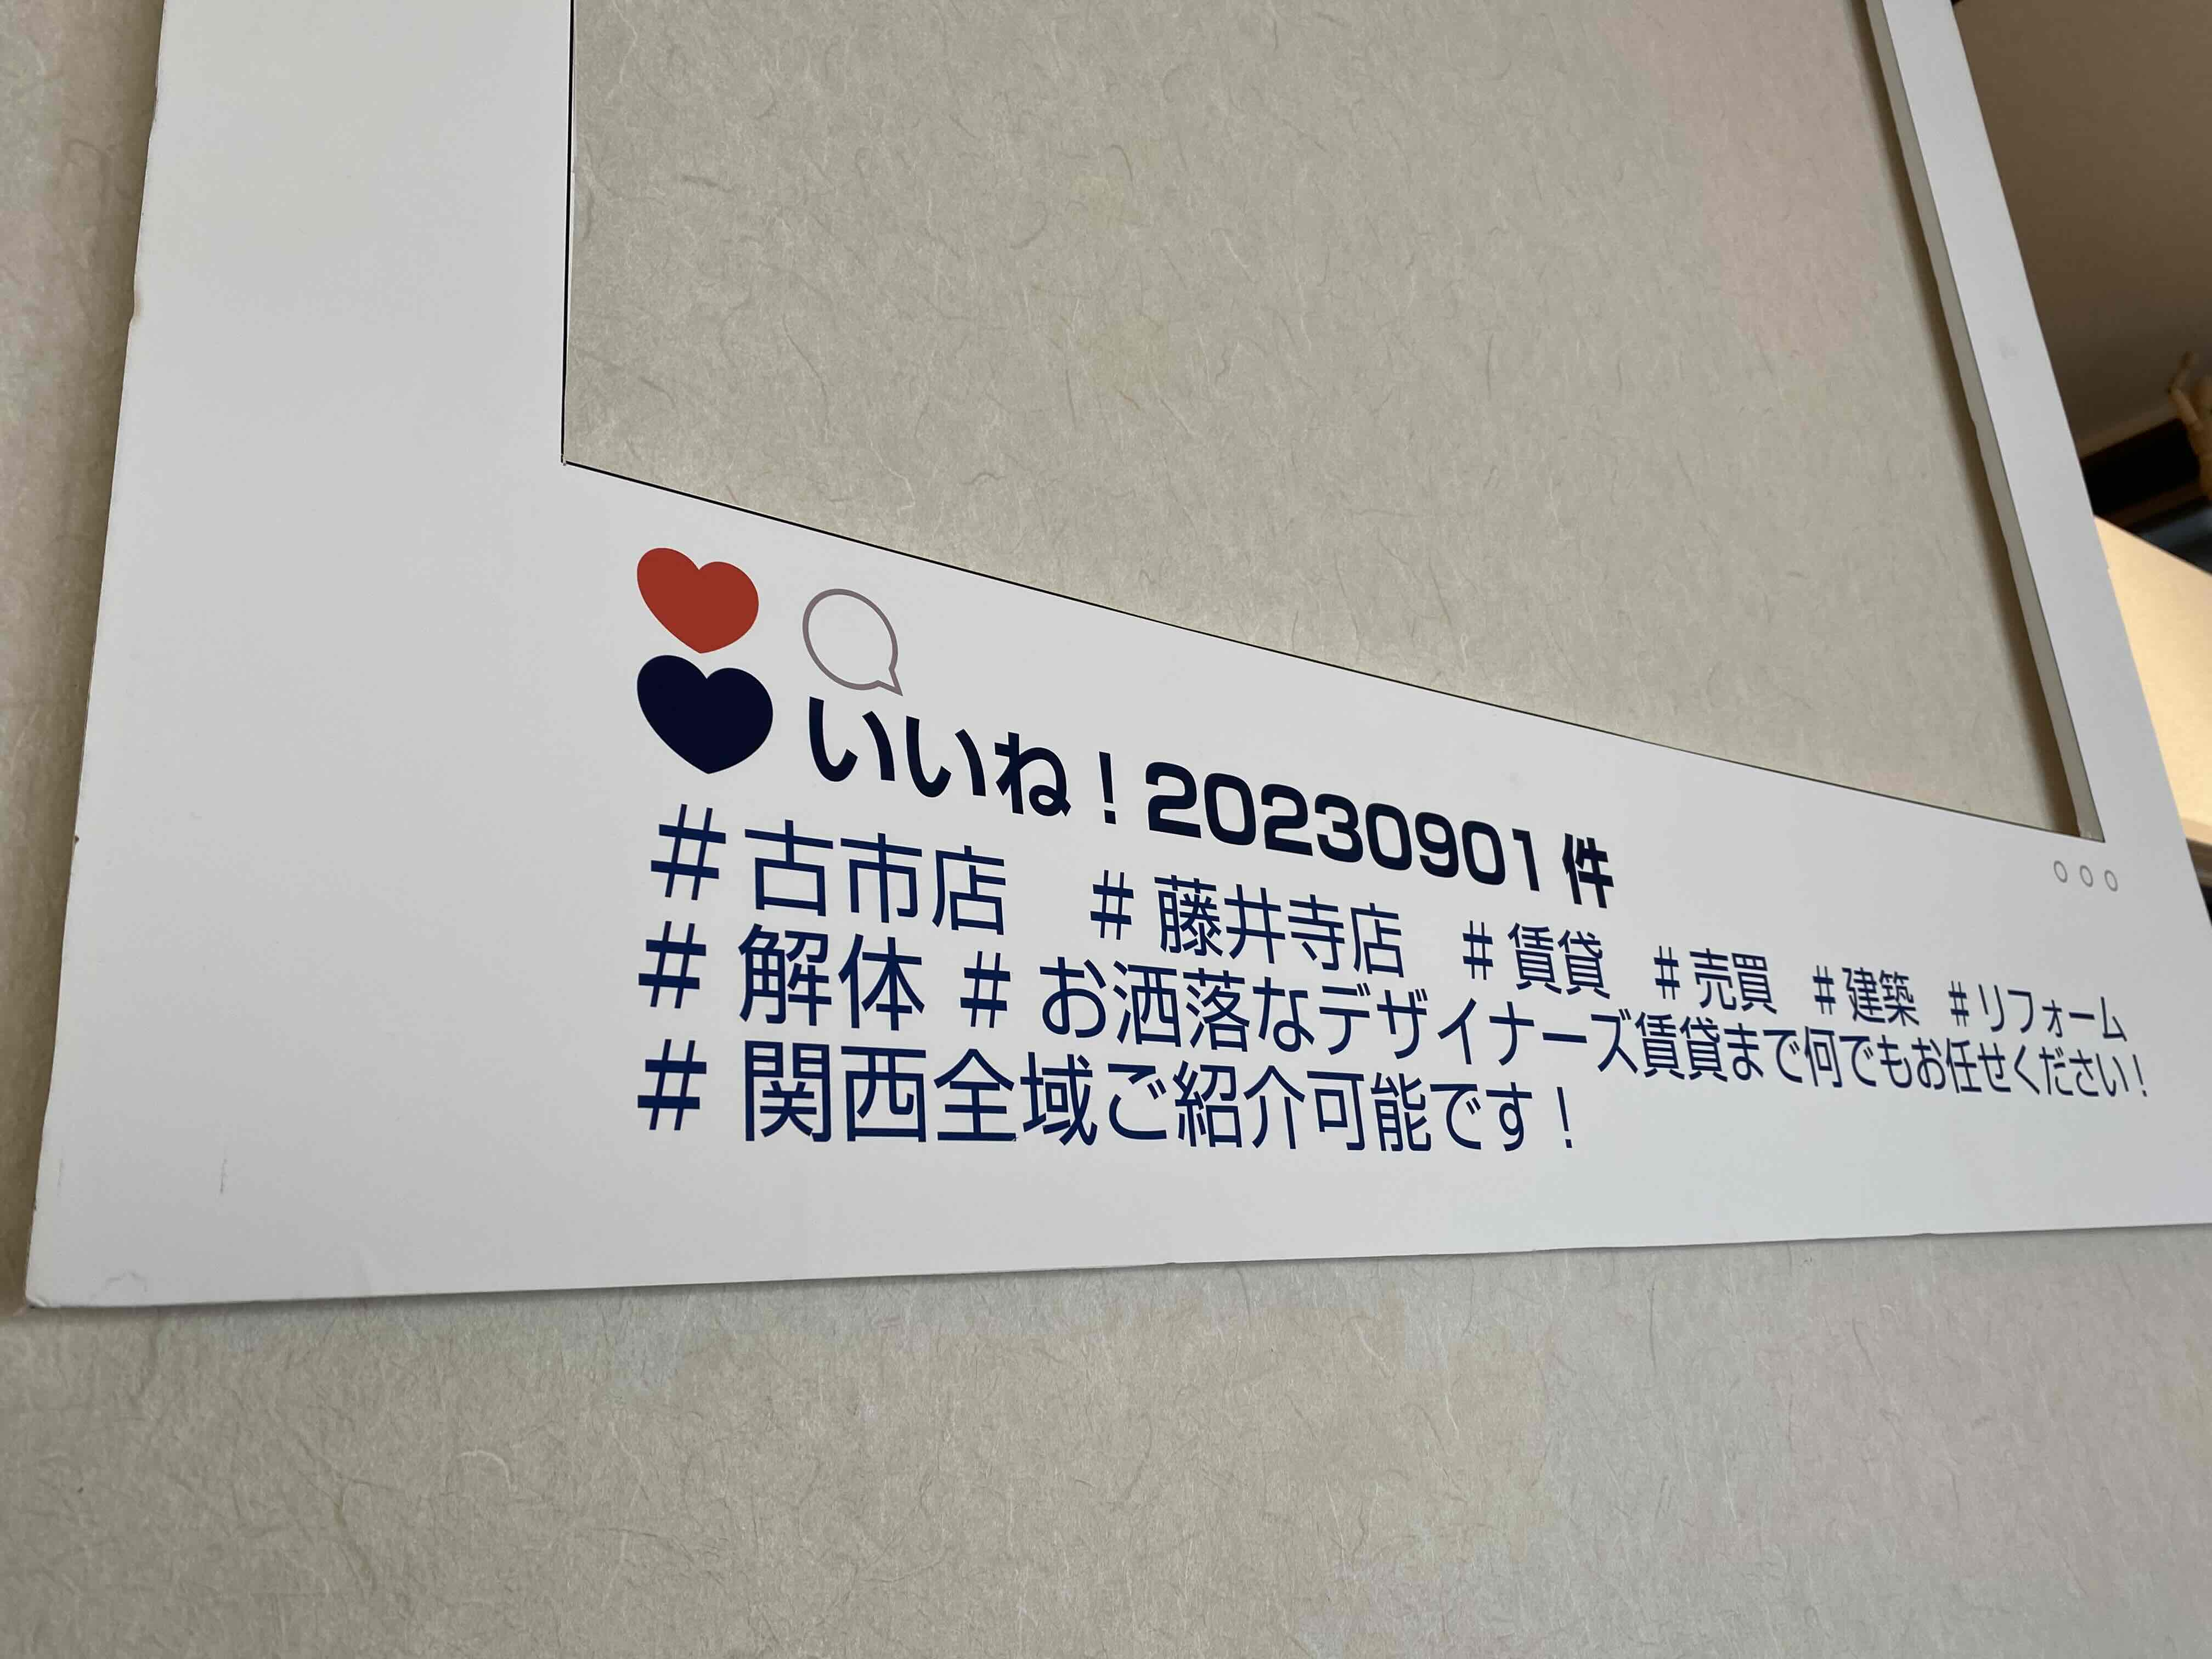 いいね！20230901件
＃古市店　＃藤井寺店　＃賃貸　＃売買　＃建築　＃リフォーム
＃解体 ＃お洒落なデザイナーズ賃貸まで何でもお任せください！
＃関西全域ご紹介可能です！